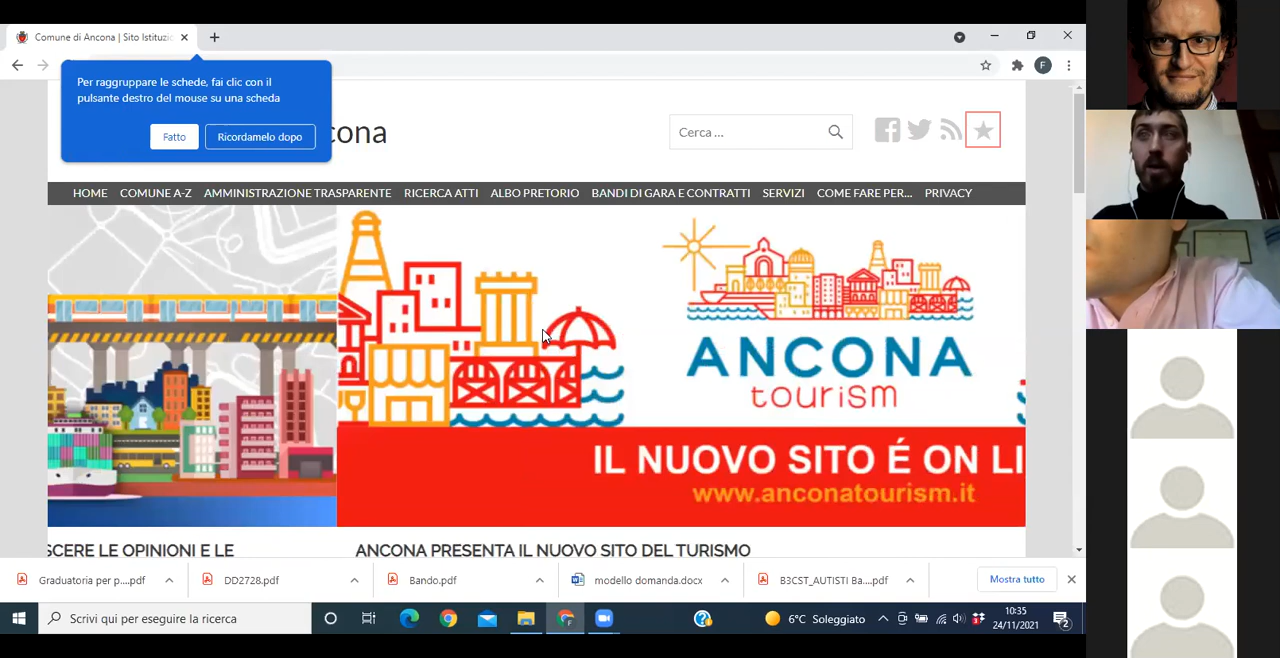 Comune di Ancona | Sito Istituzio
Per raggruppare le schede, fai clic con il
pulsante destro del mouse su una scheda
Fatto
Ricordamelo dopo
cona
Cerca ...
HOME COMUNE A-Z AMMINISTRAZIONE TRASPARENTE RICERCA ATTI ALBO PRETORIO BANDI DI GARA E CONTRATTI SERVIZI COME FARE PER... PRIVACY
ANCONA
tourism
IL NUOVO SITO É ON LI
www.anconatourism.it
SCERE LE OPINIONI E LE
ANCONA PRESENTA IL NUOVO SITO DEL TURISMO
Graduatoria per p....pdf
DD2728.pdf
Bando.pdf
modello domanda.docx
B3CST_AUTISTI Ba....pdf
Mostra tutto
Scrivi qui per eseguire la ricerca
6°C Soleggiato
10:35
24/11/2021
2
F
F
3